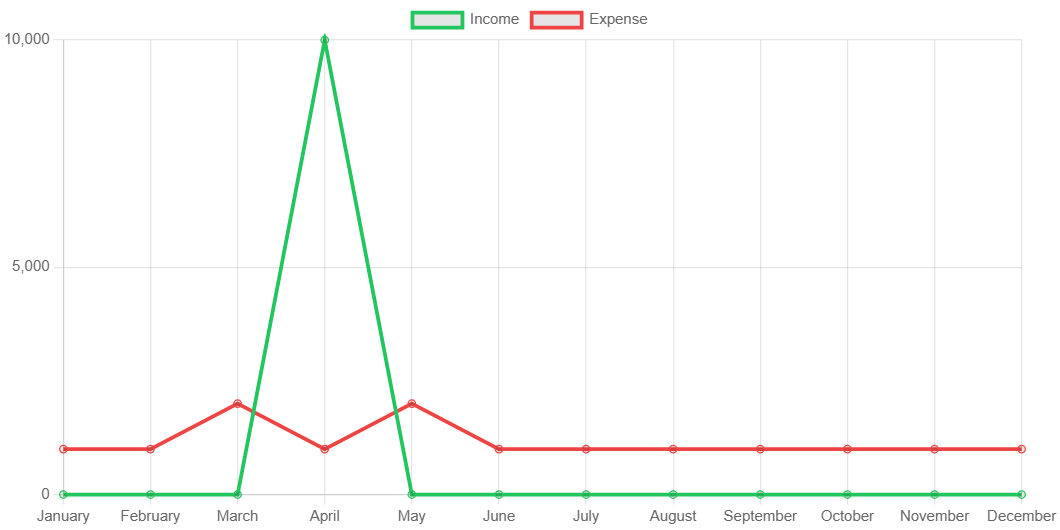 Income Expense
10,000
5,000
0
January February March April May June July August September October November December